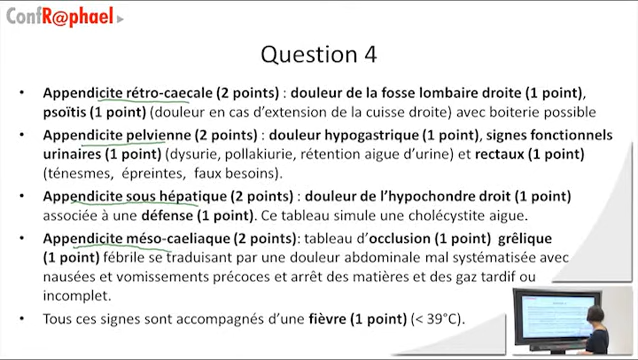 ConfR@phael
Question 4
• Appendicite rétro-caecale (2 points) : douleur de la fosse lombaire droite (1 point),
psoïtis (1 point) (douleur en cas d'extension de la cuisse droite) avec boiterie possible
• Appendicite pelvienne (2 points) : douleur hypogastrique (1 point), signes fonctionnels
urinaires (1 point) (dysurie, pollakiurie, rétention aigue d'urine) et rectaux (1 point)
(ténesmes, épreintes, faux besoins).
• Appendicite sous hépatique (2 points) : douleur de l'hypochondre droit (1 point)
associée à une défense (1 point). Ce tableau simule une cholécystite aigue.
• Appendicite méso-caeliaque (2 points): tableau d'occlusion (1 point) grêlique
(1 point) fébrile se traduisant par une douleur abdominale mal systématisée avec
nausées et vomissements précoces et arrêt des matières et des gaz tardif ou
incomplet.
• Tous ces signes sont accompagnés d'une fièvre (1 point) (< 39°C).